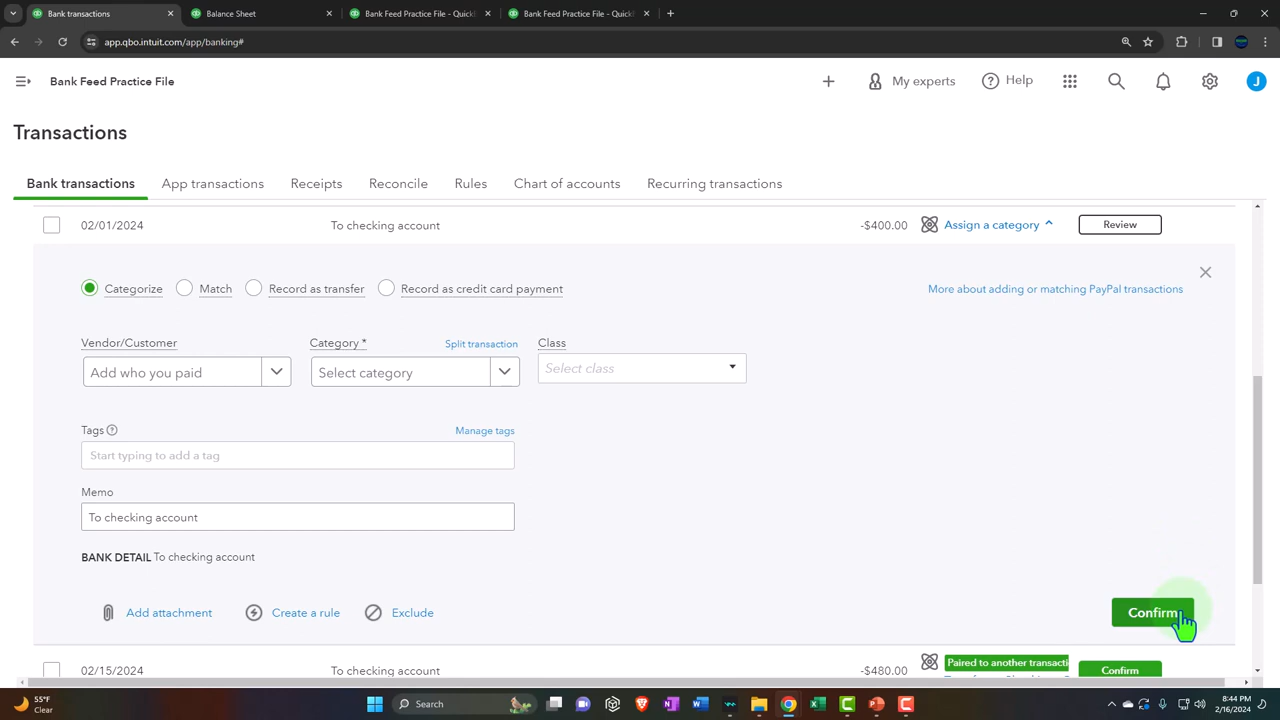 Bank transactions
Balance Sheet
Bank Feed Practice File - QuickB
Bank Feed Practice File - QuickB
app.qbo.intuit.com/app/banking#
Bank Feed Practice File
My experts
Help
J
Transactions
Bank transactions
App transactions
Receipts
Reconcile
Rules
Chart of accounts
Recurring transactions
02/01/2024
To checking account
-$400.00
Assign a category
Review
Categorize
Match
Record as transfer
Record as credit card payment
More about adding or matching PayPal transactions
Vendor/Customer
Category *
Split transaction
Class
Add who you paid
Select category
Select class
Tags
Manage tags
Start typing to add a tag
Memo
To checking account
BANK DETAIL To checking account
Add attachment
Create a rule
Exclude
Confirm
02/15/2024
To checking account
-$480.00
Paired to another transacti
Confirm
55°F
Clear
Search
8:44 PM
2/16/2024